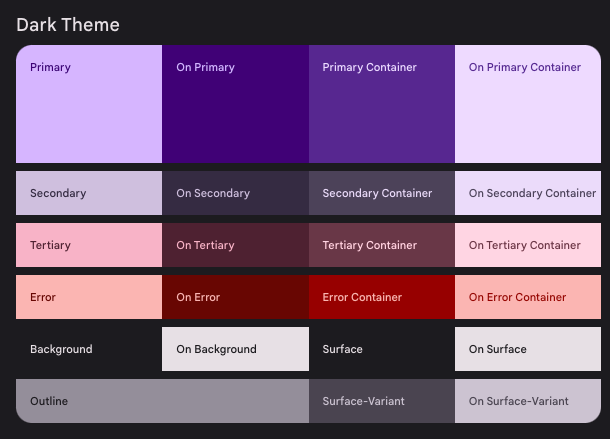 Dark Theme
Primary
On Primary
Primary Container
On Primary Container
Secondary
On Secondary
Secondary Container
On Secondary Container
Tertiary
On Tertiary
Tertiary Container
On Tertiary Container
Error
On Error
Error Container
On Error Container
Background
On Background
Surface
On Surface
Outline
Surface-Variant
On Surface-Variant